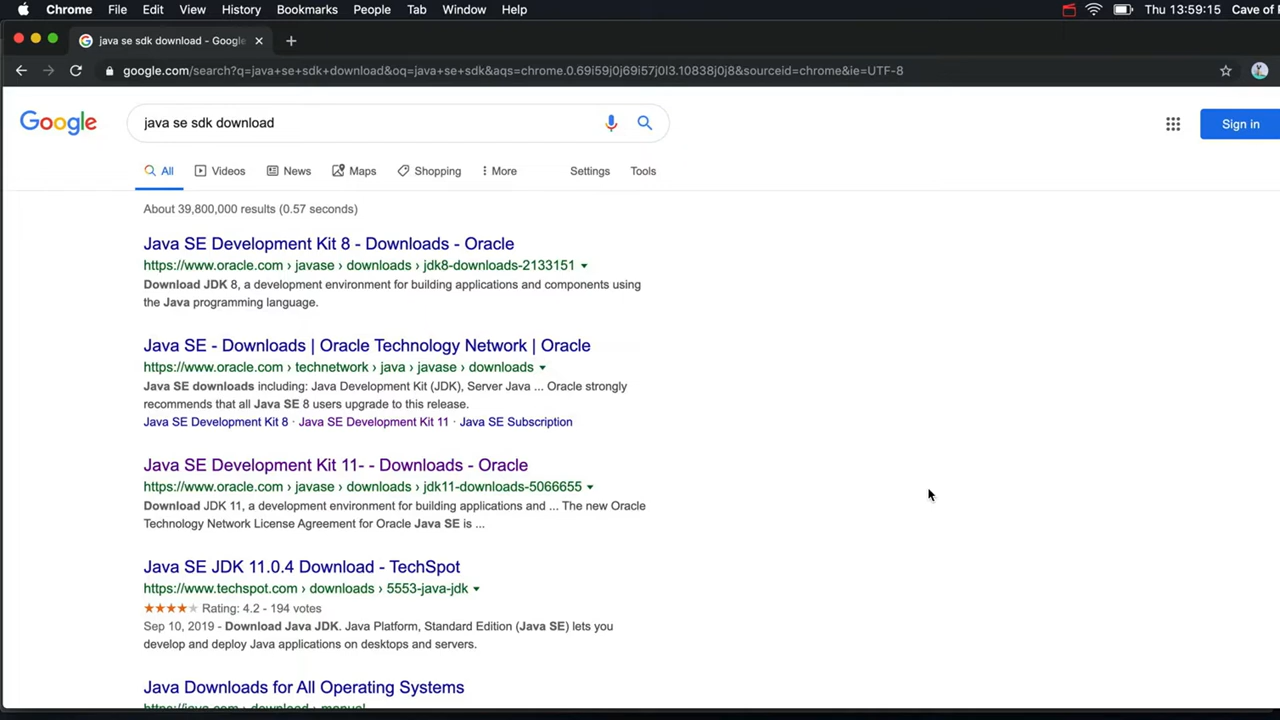 Chrome File Edit View History Bookmarks People Tab Window Help Thu 13:59:15 Cave of
java se sdk download - Google
google.com/search?q=java+se+sdk+download&oq=java+se+sdk&aqs=chrome.0.69i59j0j69i57j0l3.10838j0j8&sourceid=chrome&ie=UTF-8
Google java se sdk download Sign in
All Videos News Maps Shopping More Settings Tools
About 39,800,000 results (0.57 seconds)
Java SE Development Kit 8 - Downloads - Oracle
https://www.oracle.com › javase › downloads › jdk8-downloads-2133151
Download JDK 8, a development environment for building applications and components using
the Java programming language.
Java SE - Downloads | Oracle Technology Network | Oracle
https://www.oracle.com › technetwork › java › javase › downloads
Java SE downloads including: Java Development Kit (JDK), Server Java ... Oracle strongly
recommends that all Java SE 8 users upgrade to this release.
Java SE Development Kit 8 · Java SE Development Kit 11 · Java SE Subscription
Java SE Development Kit 11- - Downloads - Oracle
https://www.oracle.com › javase › downloads › jdk11-downloads-5066655
Download JDK 11, a development environment for building applications and ... The new Oracle
Technology Network License Agreement for Oracle Java SE is ...
Java SE JDK 11.0.4 Download - TechSpot
https://www.techspot.com › downloads › 5553-java-jdk
Rating: 4.2 - 194 votes
Sep 10, 2019 - Download Java JDK. Java Platform, Standard Edition (Java SE) lets you
develop and deploy Java applications on desktops and servers.
Java Downloads for All Operating Systems
https://java.com › download › manual